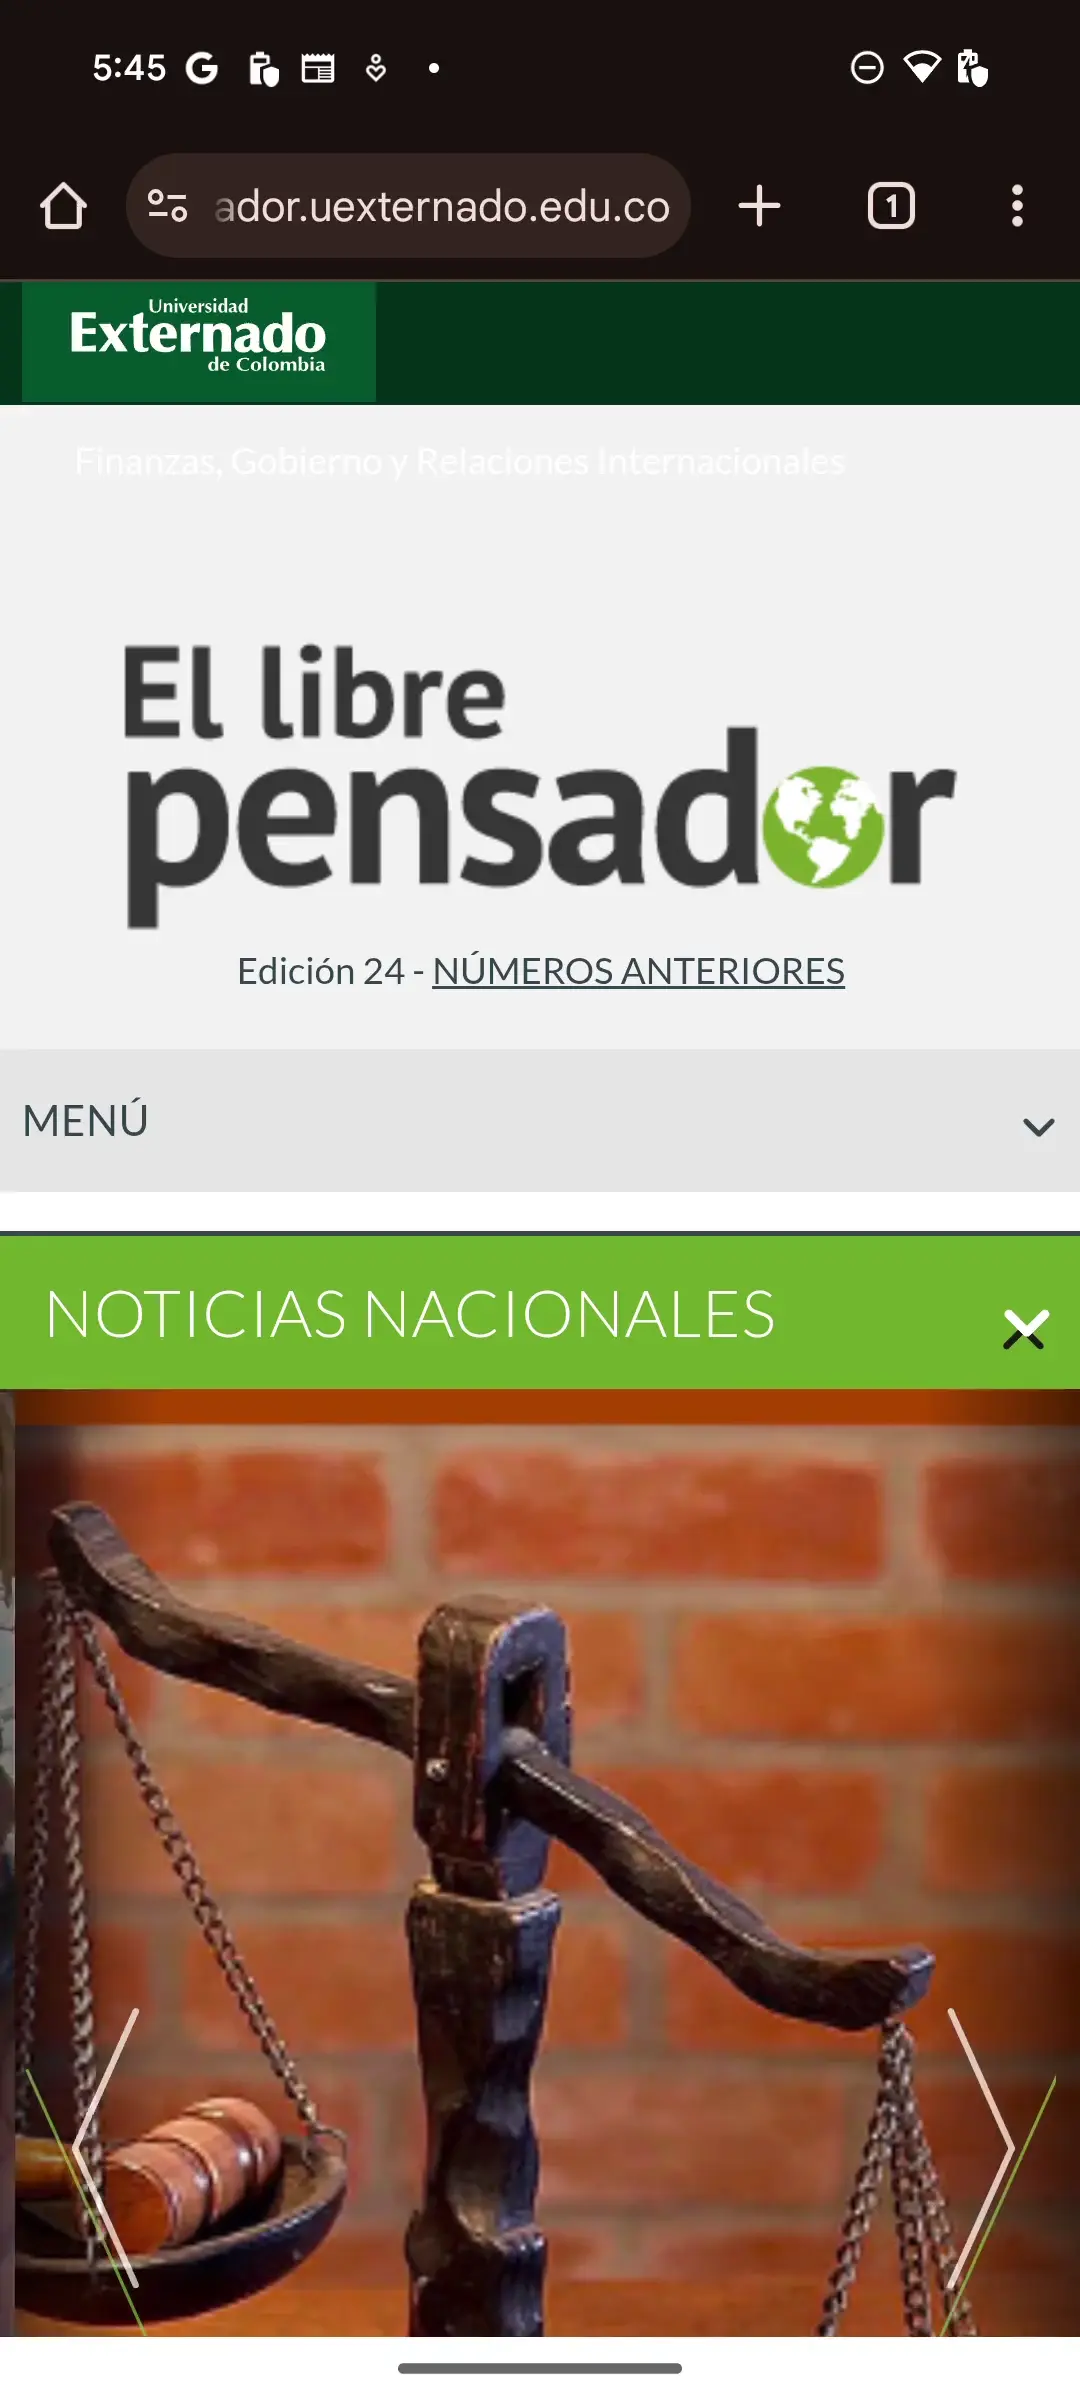 5:45
ador.uexternado.edu.co
1
Universidad
Externado
de Colombia
Finanzas, Gobierno y Relaciones Internacionales
El libre
pensador
Edición 24 - NÚMEROS ANTERIORES
MENÚ
NOTICIAS NACIONALES